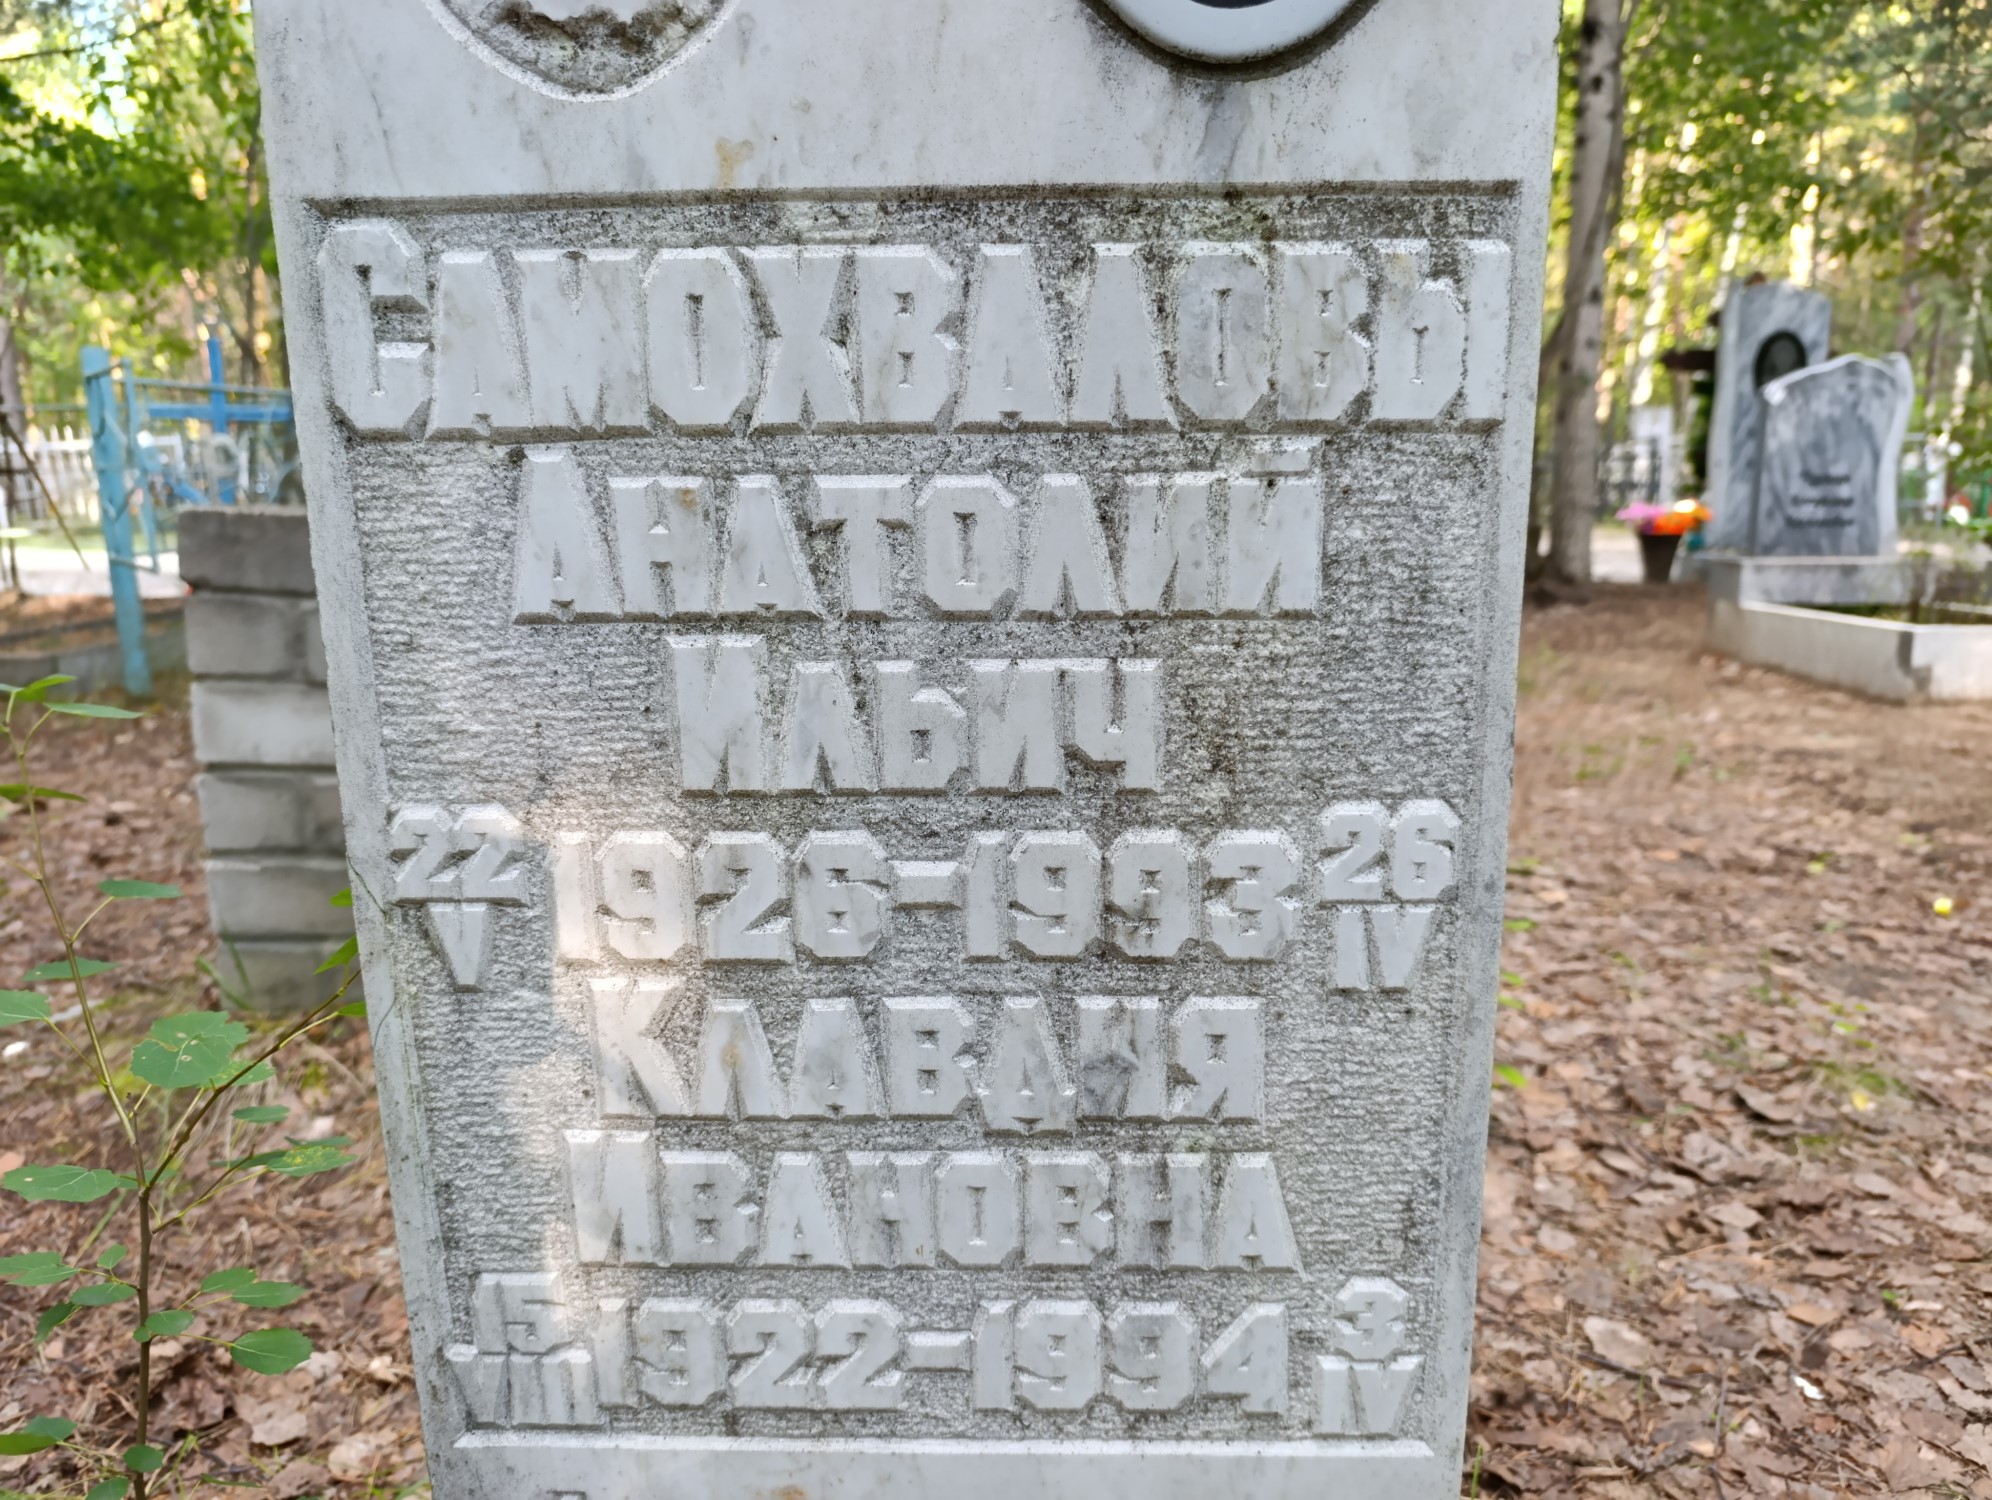 Самохваловы
Анатолий
Ильич
22/V 1926-1993 26/IV
Клавдия
Ивановна
15/VIII 1922-1994 3/IV